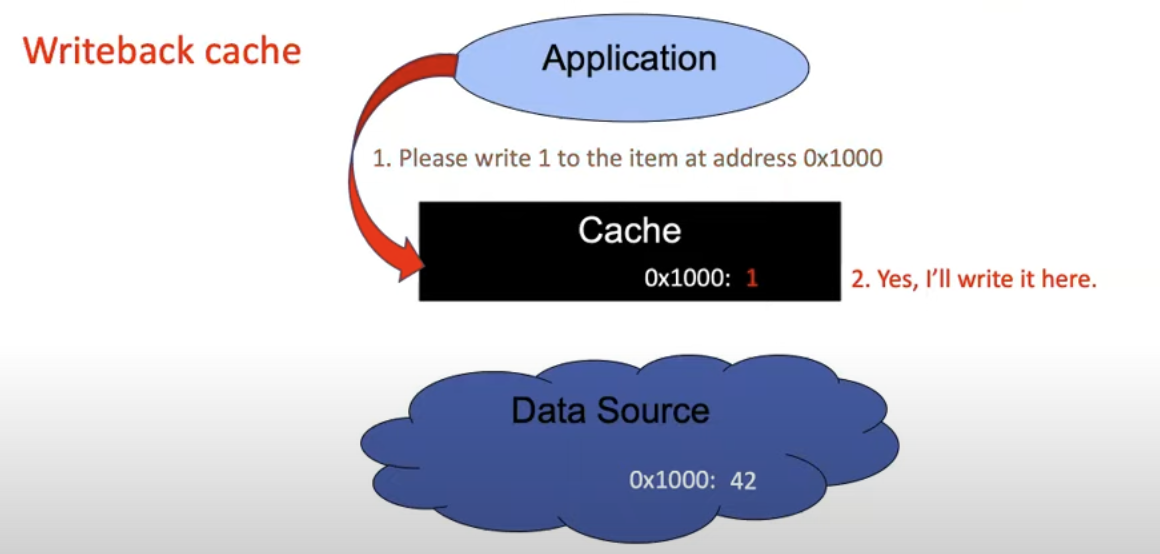 Writeback cache
Application
1. Please write 1 to the item at address 0x1000
Cache
0x1000: 1
2. Yes, I'll write it here.
Data Source
0x1000: 42